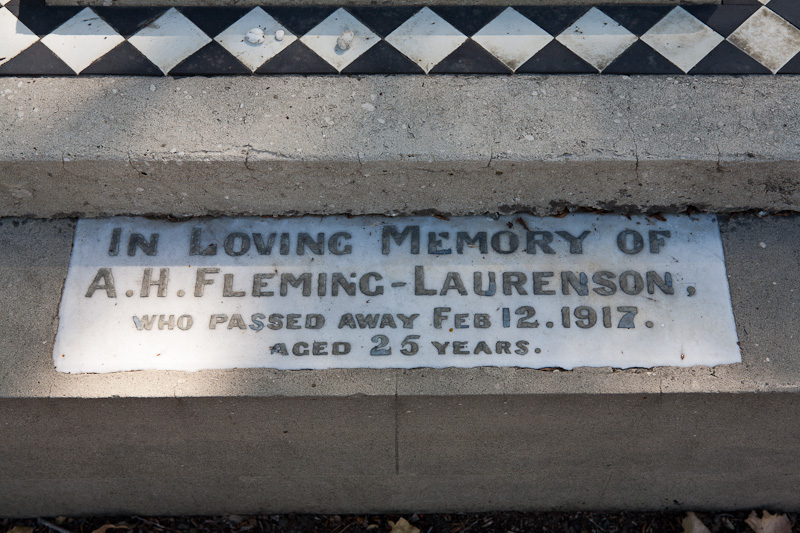 In Loving Memory of
A.H. Fleming-Laurenson,
who passed away Feb 12.1917.
aged 25 years.